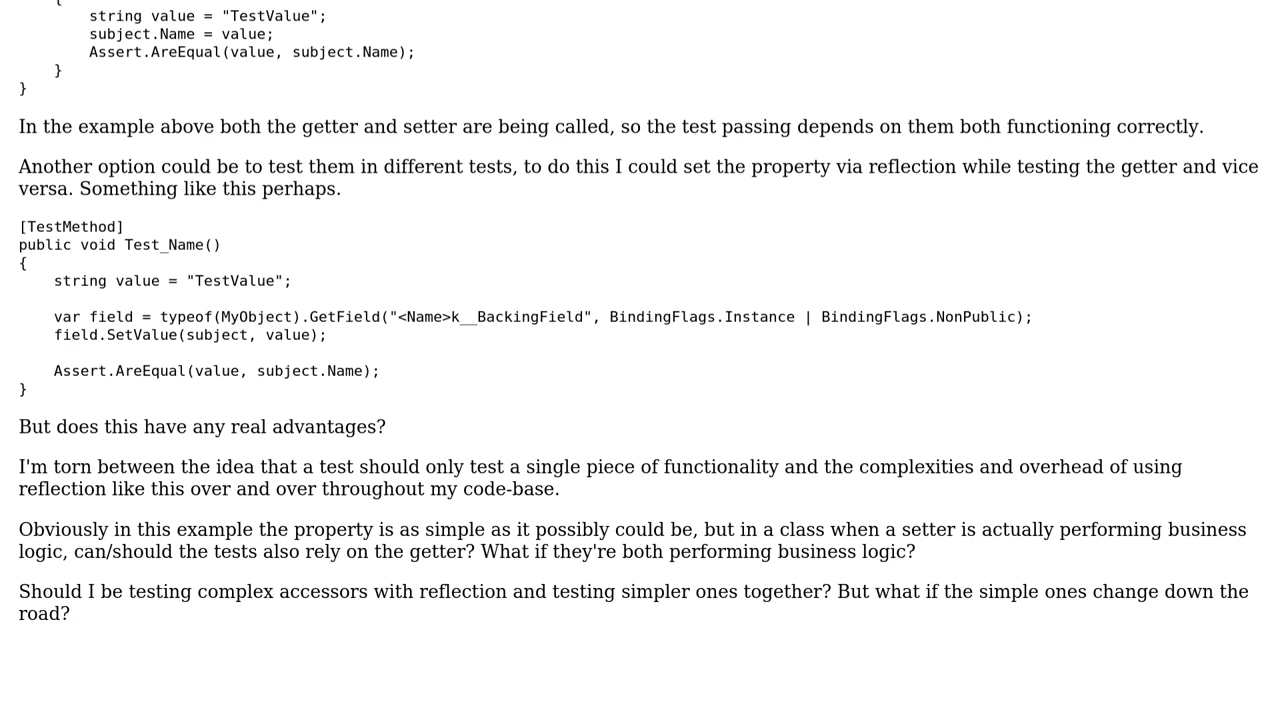 {
string value = "TestValue";
subject.Name = value;
Assert.AreEqual(value, subject.Name);
}
}
In the example above both the getter and setter are being called, so the test passing depends on them both functioning correctly.
Another option could be to test them in different tests, to do this I could set the property via reflection while testing the getter and vice
versa. Something like this perhaps.
[TestMethod]
public void Test_Name()
{
string value = "TestValue";
var field = typeof(MyObject).GetField("<Name>k__BackingField", BindingFlags.Instance | BindingFlags.NonPublic);
field.SetValue(subject, value);
Assert.AreEqual(value, subject.Name);
}
But does this have any real advantages?
I'm torn between the idea that a test should only test a single piece of functionality and the complexities and overhead of using
reflection like this over and over throughout my code-base.
Obviously in this example the property is as simple as it possibly could be, but in a class when a setter is actually performing business
logic, can/should the tests also rely on the getter? What if they're both performing business logic?
Should I be testing complex accessors with reflection and testing simpler ones together? But what if the simple ones change down the
road?